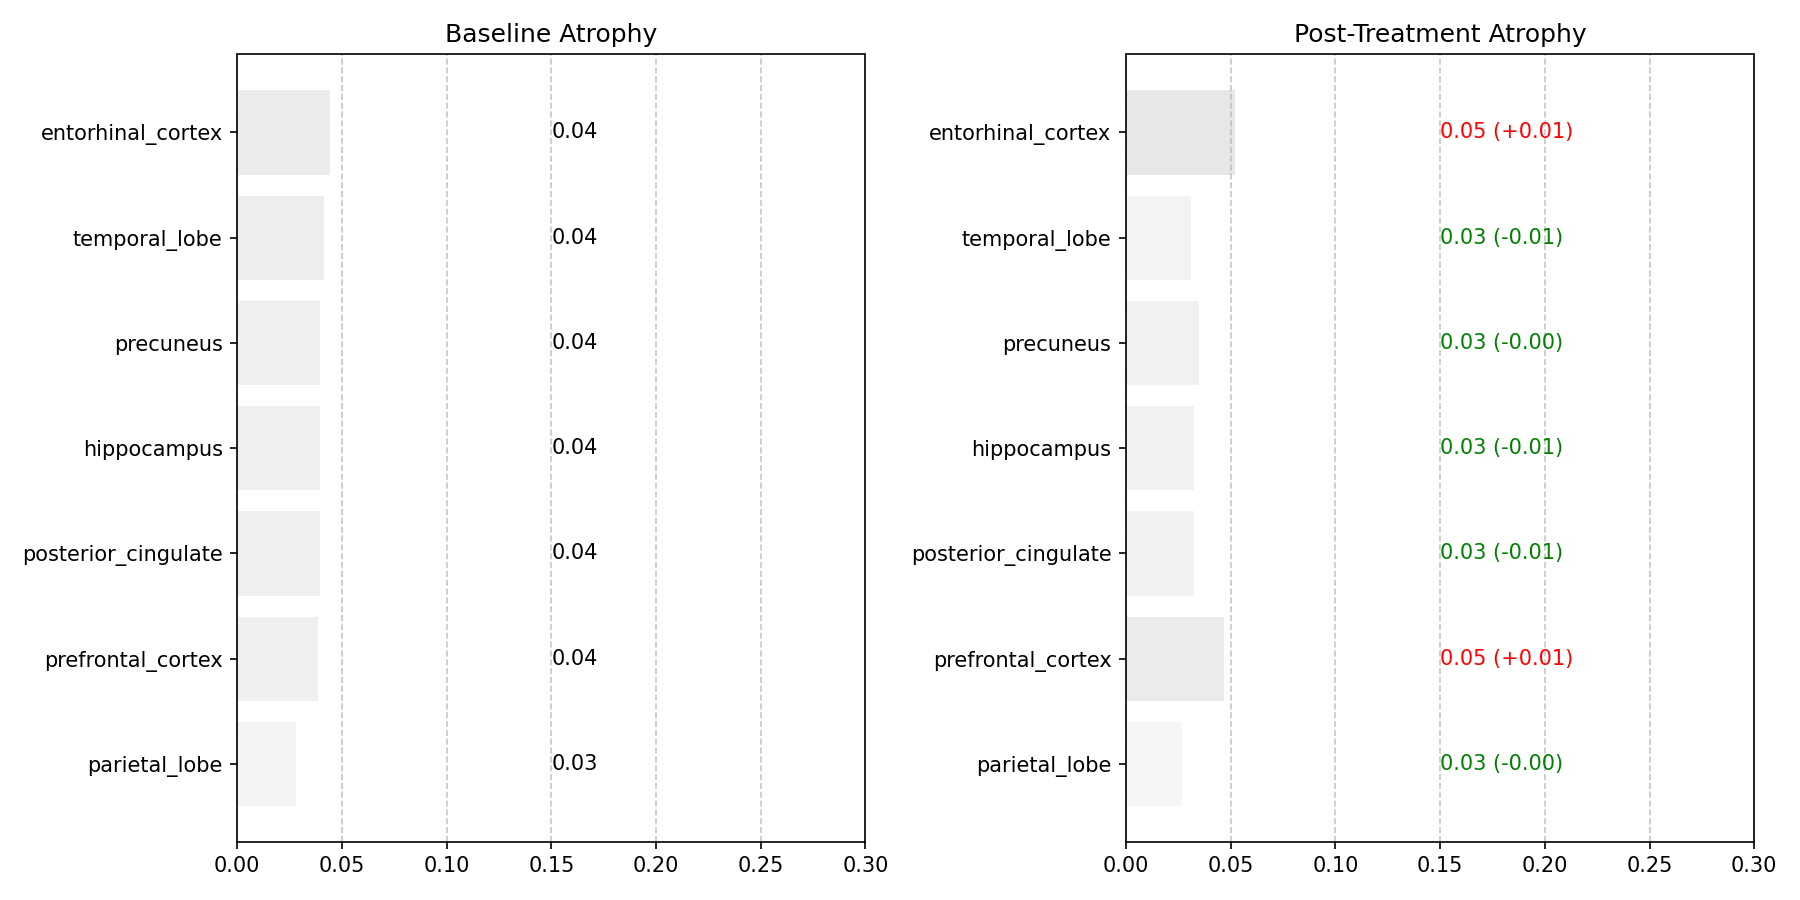 Baseline Atrophy
entorhinal_cortex 0.04
temporal_lobe 0.04
precuneus 0.04
hippocampus 0.04
posterior_cingulate 0.04
prefrontal_cortex 0.04
parietal_lobe 0.03
0.00 0.05 0.10 0.15 0.20 0.25 0.30
Post-Treatment Atrophy
entorhinal_cortex 0.05 (+0.01)
temporal_lobe 0.03 (-0.01)
precuneus 0.03 (-0.00)
hippocampus 0.03 (-0.01)
posterior_cingulate 0.03 (-0.01)
prefrontal_cortex 0.05 (+0.01)
parietal_lobe 0.03 (-0.00)
0.00 0.05 0.10 0.15 0.20 0.25 0.30